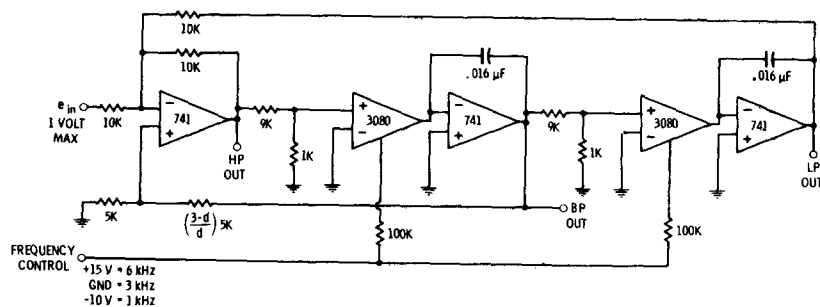 10K
10K
.016 μF
.016 μF
e in
1 VOLT
MAX
10K
−
+
741
HP
OUT
9K
1K
+
−
3080
−
+
741
9K
1K
+
−
3080
−
+
741
LP
OUT
5K
(3-d/d) 5K
BP
OUT
100K
100K
FREQUENCY
CONTROL
+15 V = 6 kHz
GND = 3 kHz
-10 V = 1 kHz